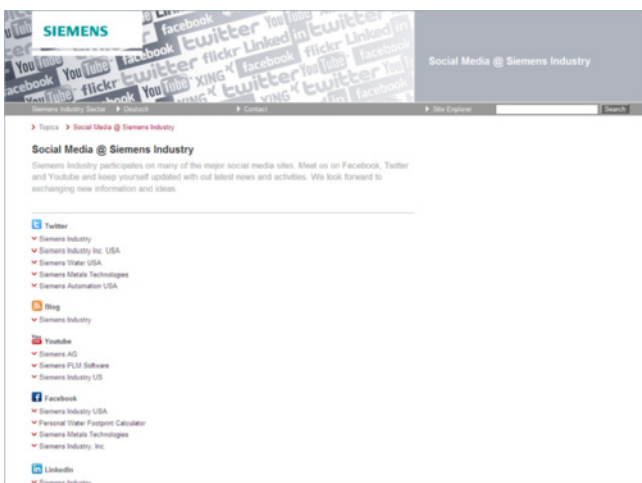 SIEMENS
Social Media @ Siemens Industry
Siemens Industry Sector Deutsch Contact Site Explorer Search
Topics Social Media @ Siemens Industry
Social Media @ Siemens Industry
Siemens Industry participates on many of the major social media sites. Meet us on Facebook, Twitter
and Youtube and keep yourself updated with out latest news and activities. We look forward to
exchanging new information and ideas.
Twitter
Siemens Industry
Siemens Industry Inc. USA
Siemens Water USA
Siemens Metals Technologies
Siemens Automation USA
Blog
Siemens Industry
Youtube
Siemens AG
Siemens PLM Software
Siemens Industry US
Facebook
Siemens Industry USA
Personal Water Footprint Calculator
Siemens Metals Technologies
Siemens Industry, Inc.
LinkedIn
Siemens Industry